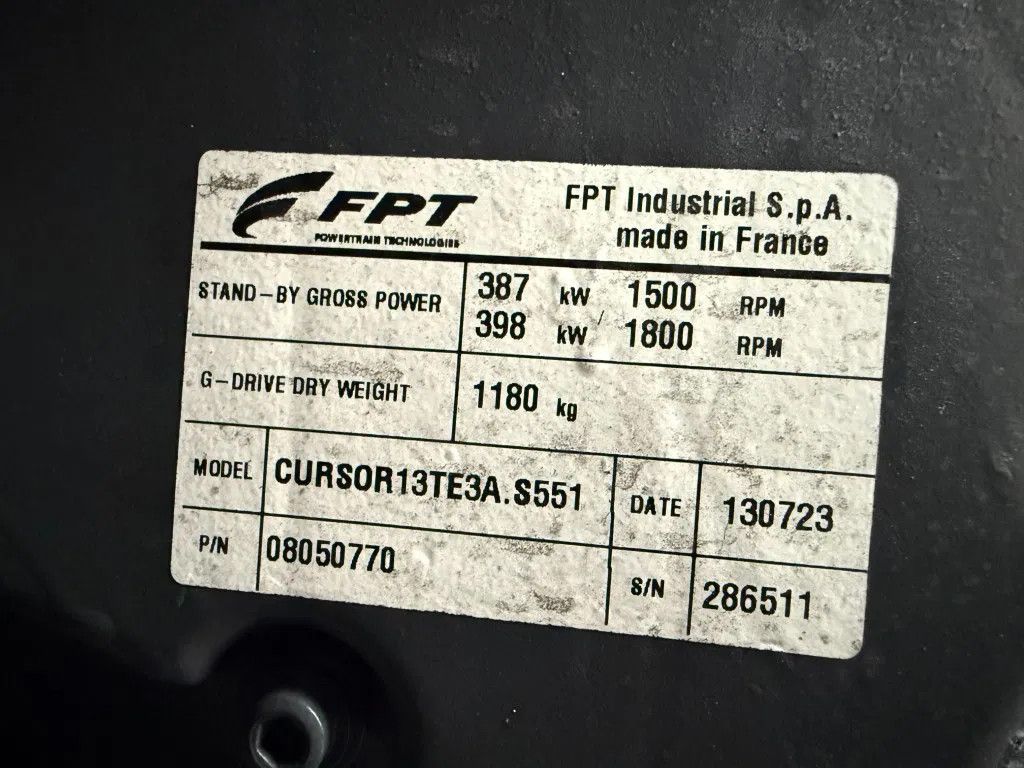 FPT
POWERTRAIN TECHNOLOGIES
FPT Industrial S.p.A.
made in France
STAND-BY GROSS POWER
387 kW 1500 RPM
398 kW 1800 RPM
G-DRIVE DRY WEIGHT 1180 kg
MODEL CURSOR13TE3A.S551 DATE 130723
P/N 08050770 S/N 286511